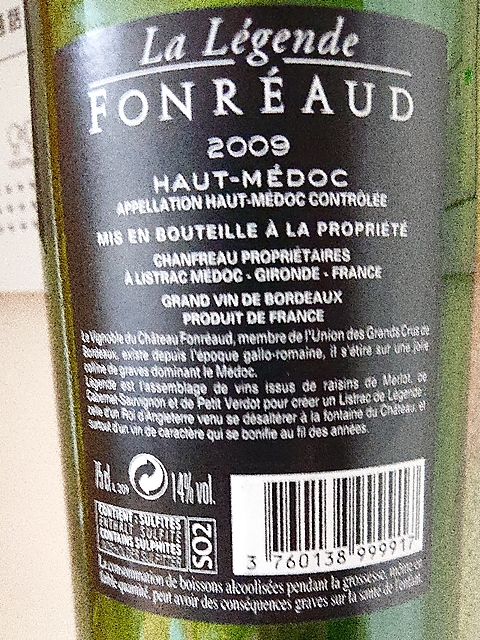 La Légende
FONRÉAUD
2009
HAUT-MÉDOC
APPELLATION HAUT-MÉDOC CONTRÔLÉE
MIS EN BOUTEILLE À LA PROPRIÉTÉ
CHANFREAU PROPRIÉTAIRES
À LISTRAC MÉDOC - GIRONDE - FRANCE
GRAND VIN DE BORDEAUX
PRODUIT DE FRANCE
Le Vignoble du Château Fonréaud, membre de l'Union des Grands Crus de
Bordeaux, existe depuis l'époque gallo-romaine, il s'étire sur une jolie
colline de graves dominant le Médoc.
Légende est l'assemblage de vins issus de raisins de Merlot, de
Cabernet-Sauvignon et de Petit Verdot pour créer un Listrac de Légende :
celle d'un Roi d'Angleterre venu se désaltérer à la fontaine du Château, et
surtout d'un vin de caractère qui se bonifie au fil des années.
75cl L 209 14% vol.
CONTIENT : SULFITES
ENTHÄLT SULFITE
CONTAINS SULPHITES
SO2
3 760138 999917
La consommation de boissons alcoolisées pendant la grossesse, même en
faible quantité, peut avoir des conséquences graves sur la santé de l'enfant.